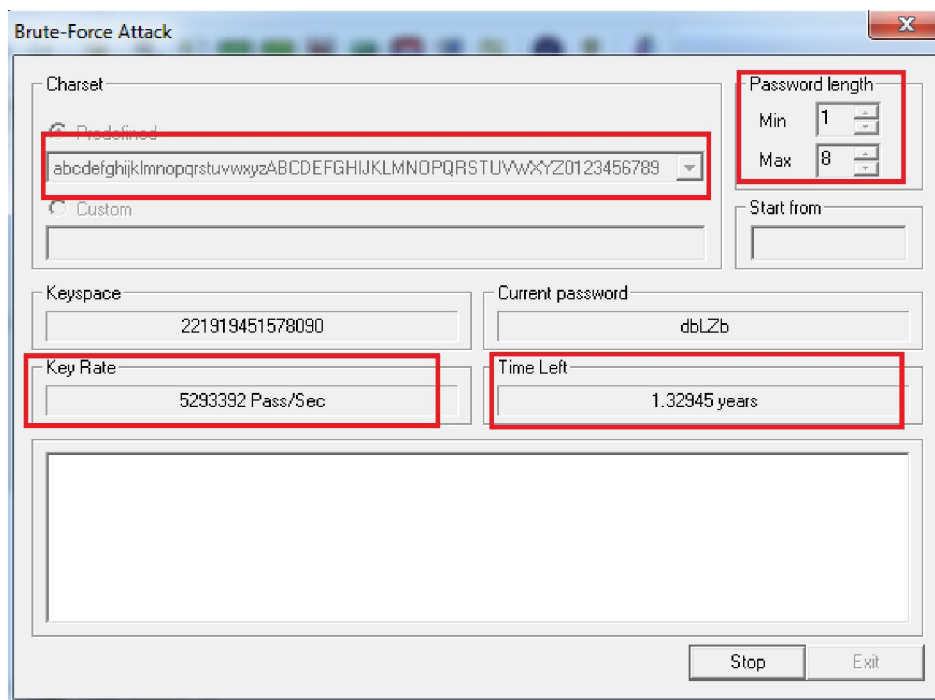 Brute-Force Attack
X
Charset
Predefined
abcdefghijklmnopqrstuvwxyzABCDEFGHIJKLMNOPQRSTUVWXYZ0123456789
Custom
Password length
Min 1
Max 8
Start from
Keyspace
221919451578090
Current password
dbLZb
Key Rate
5293392 Pass/Sec
Time Left
1.32945 years
Stop
Exit